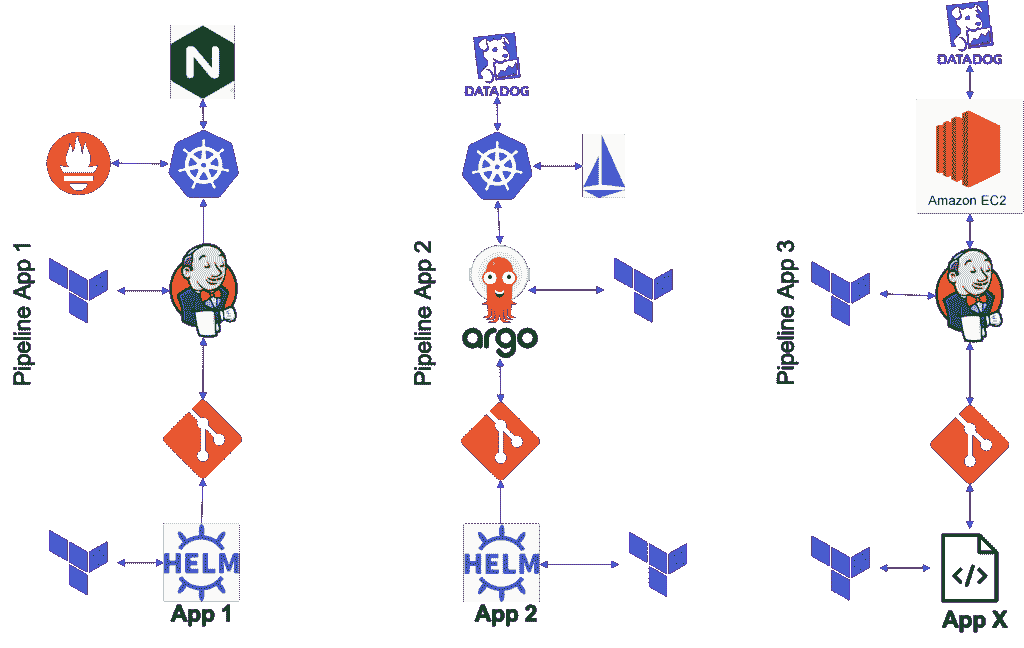 N
DATADOG
DATADOG
Amazon EC2
Pipeline App 1
Pipeline App 2
Pipeline App 3
argo
HELM
HELM
</>
App 1
App 2
App X